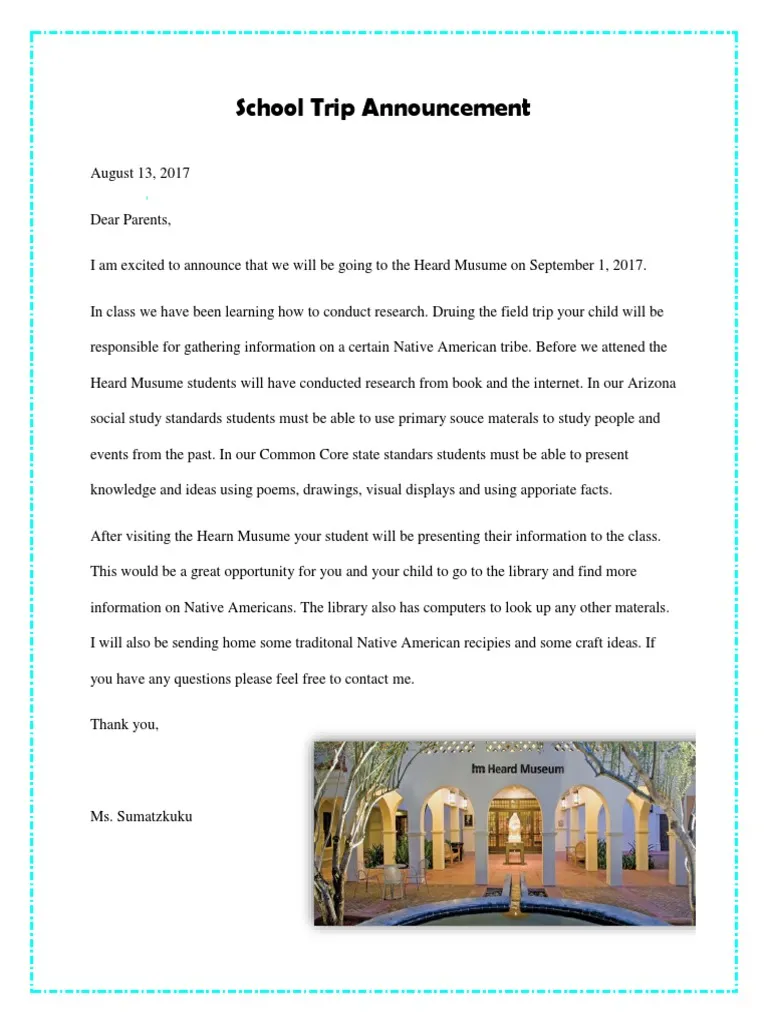 School Trip Announcement
August 13, 2017
Dear Parents,
I am excited to announce that we will be going to the Heard Musume on September 1, 2017.
In class we have been learning how to conduct research. Druing the field trip your child will be
responsible for gathering information on a certain Native American tribe. Before we attened the
Heard Musume students will have conducted research from book and the internet. In our Arizona
social study standards students must be able to use primary souce materals to study people and
events from the past. In our Common Core state standars students must be able to present
knowledge and ideas using poems, drawings, visual displays and using apporiate facts.
After visiting the Hearn Musume your student will be presenting their information to the class.
This would be a great opportunity for you and your child to go to the library and find more
information on Native Americans. The library also has computers to look up any other materals.
I will also be sending home some traditonal Native American recipies and some craft ideas. If
you have any questions please feel free to contact me.
Thank you,
hm Heard Museum
Ms. Sumatzkuku